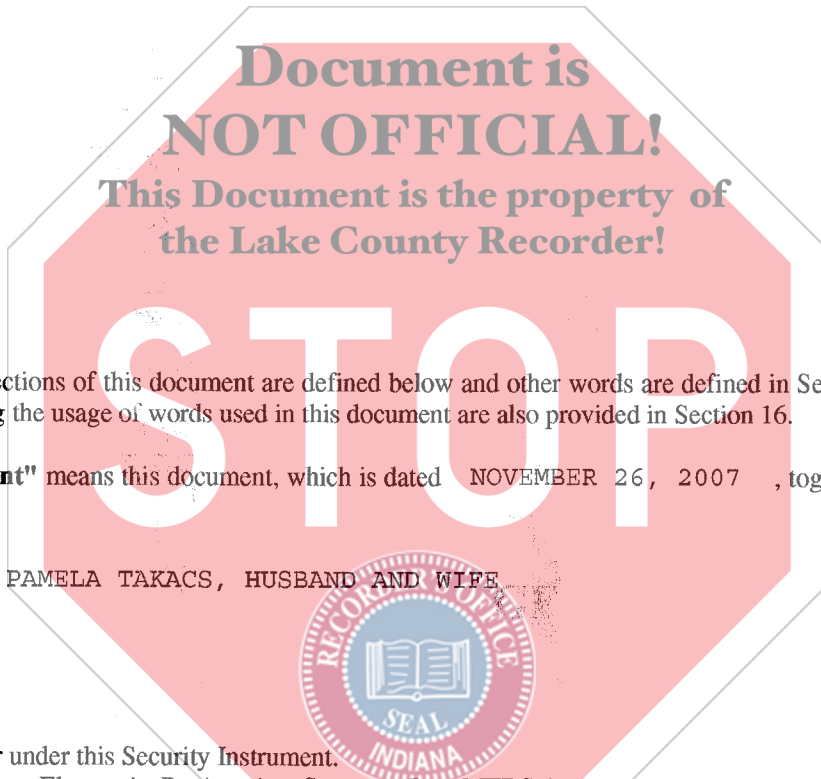 Document is
NOT OFFICIAL!
This Document is the property of
the Lake County Recorder!
STOP
ctions of this document are defined below and other words are defined in Se
g the usage of words used in this document are also provided in Section 16.
nt" means this document, which is dated NOVEMBER 26, 2007 , tog
PAMELA TAKACS, HUSBAND AND WIFE
RECORDER'S OFFICE
SEAL
INDIANA
r under this Security Instrument.